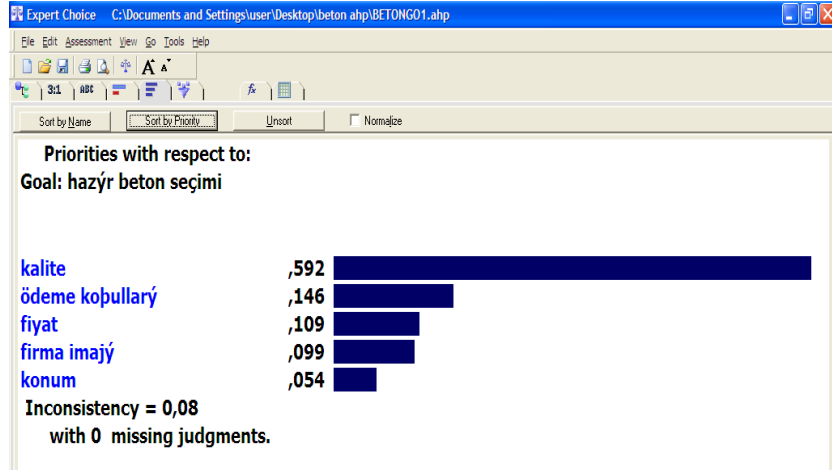 Expert Choice C:\Documents and Settings\user\Desktop\beton ahp\BETONGO1.ahp
File Edit Assessment View Go Tools Help
A A
3:1 ABC fx
Sort by Name Sort by Priority Unsort Normalize
Priorities with respect to:
Goal: hazýr beton seçimi
kalite ,592
ödeme koþullarý ,146
fiyat ,109
firma imajý ,099
konum ,054
Inconsistency = 0,08
with 0 missing judgments.